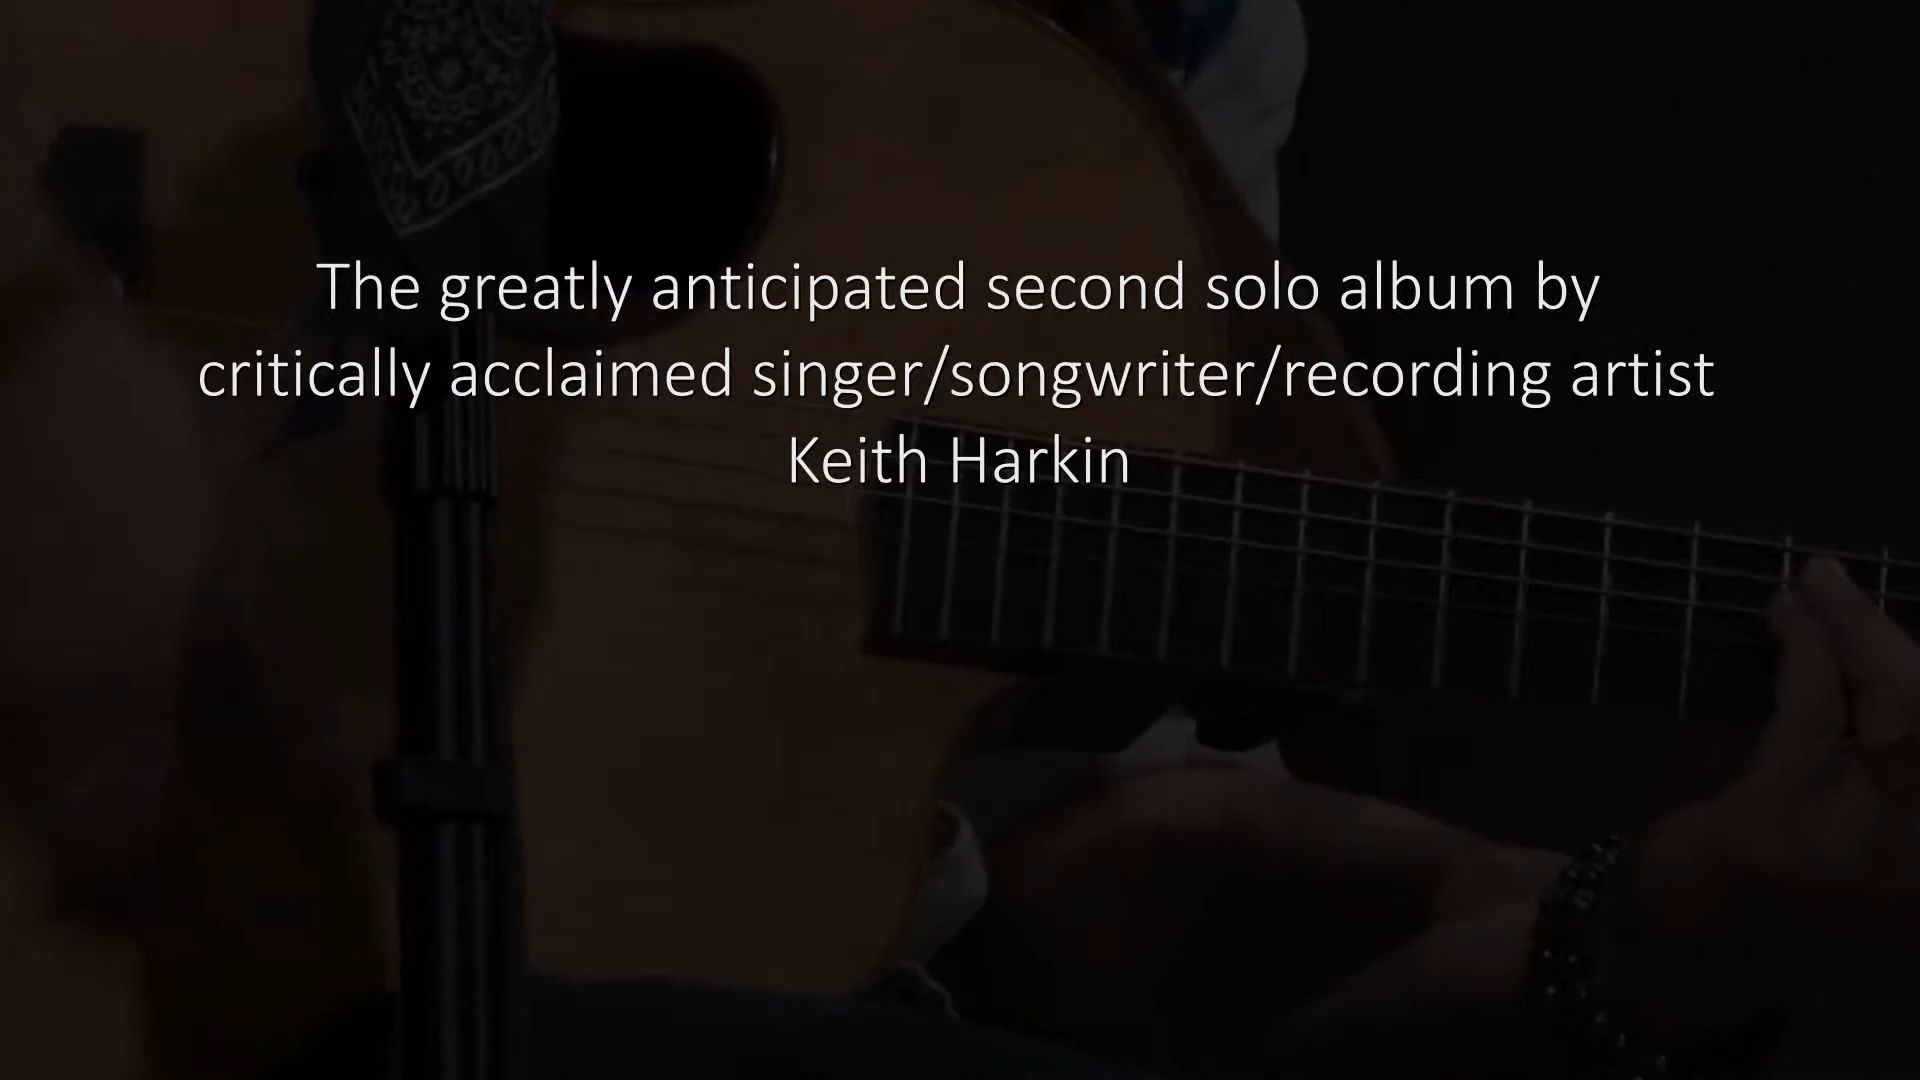 The greatly anticipated second solo album by
critically acclaimed singer/songwriter/recording artist
Keith Harkin